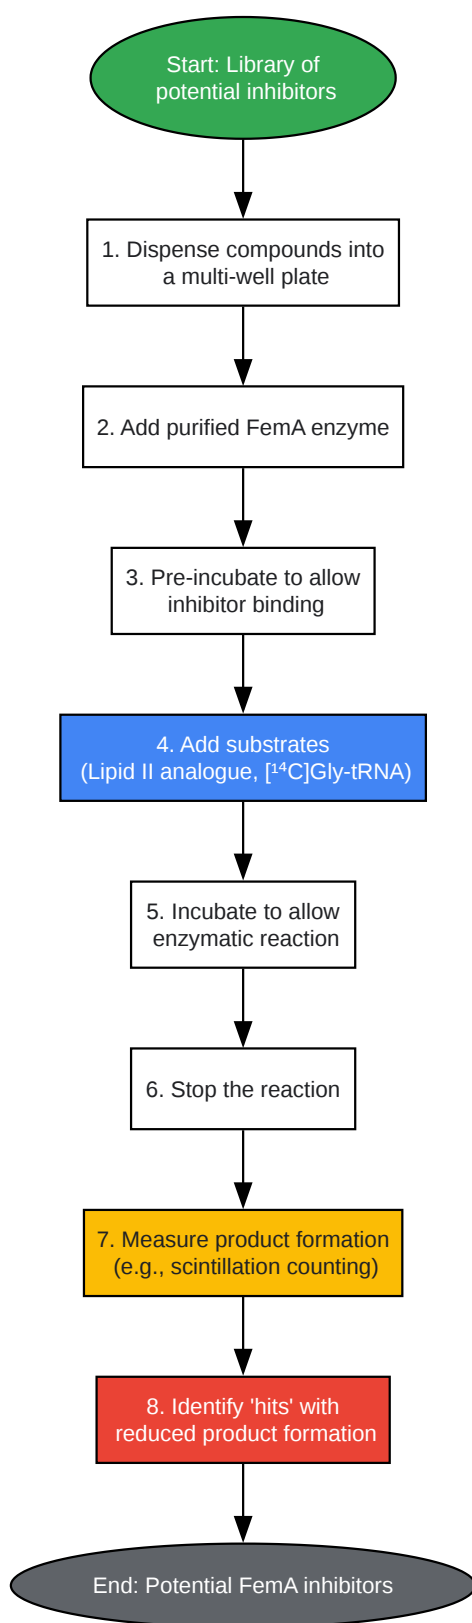 Start: Library of
potential inhibitors
1. Dispense compounds into
a multi-well plate
2. Add purified FemA enzyme
3. Pre-incubate to allow
inhibitor binding
4. Add substrates
(Lipid II analogue, [¹⁴C]Gly-tRNA)
5. Incubate to allow
enzymatic reaction
6. Stop the reaction
7. Measure product formation
(e.g., scintillation counting)
8. Identify 'hits' with
reduced product formation
End: Potential FemA inhibitors